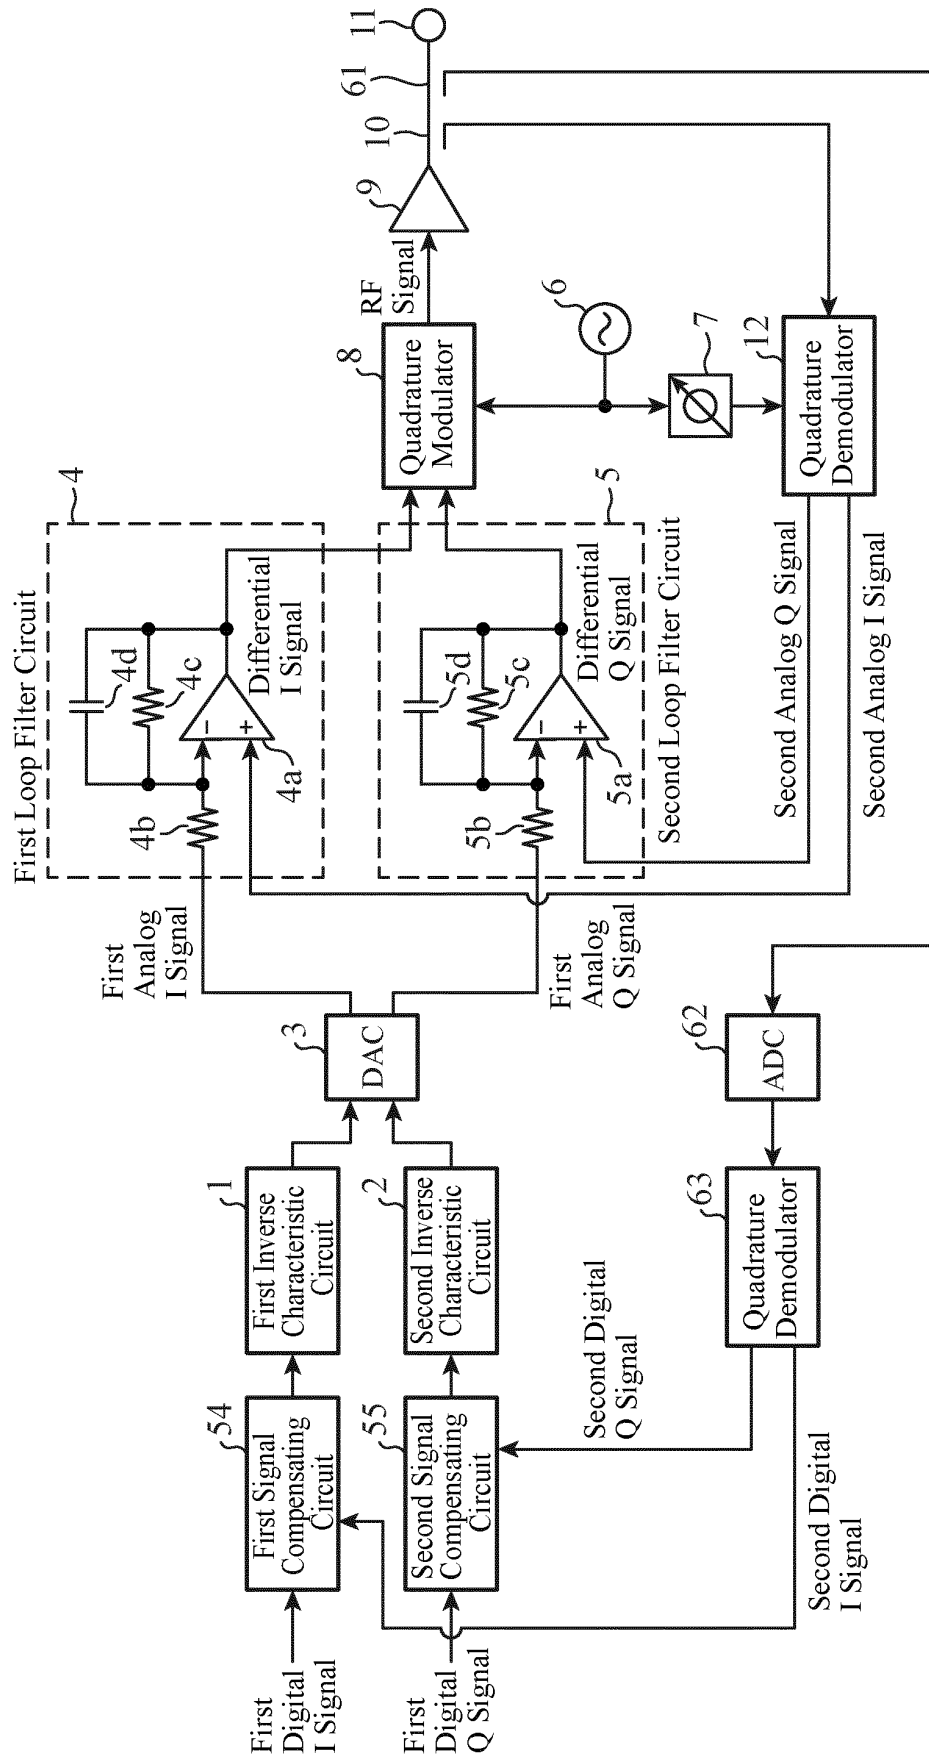 First
Digital
I Signal
First
Digital
Q Signal
54
First Signal
Compensating
Circuit
55
Second Signal
Compensating
Circuit
1
First Inverse
Characteristic
Circuit
2
Second Inverse
Characteristic
Circuit
3
DAC
First
Analog
I Signal
First
Analog
Q Signal
First Loop Filter Circuit
4
4b
4d
4c
4a
−
+
Differential
I Signal
5
5b
5d
5c
5a
−
+
Differential
Q Signal
Second Loop Filter Circuit
8
Quadrature
Modulator
RF
Signal
9
10
61
11
6
7
12
Quadrature
Demodulator
Second Analog Q Signal
Second Analog I Signal
62
ADC
63
Quadrature
Demodulator
Second Digital
Q Signal
Second Digital
I Signal